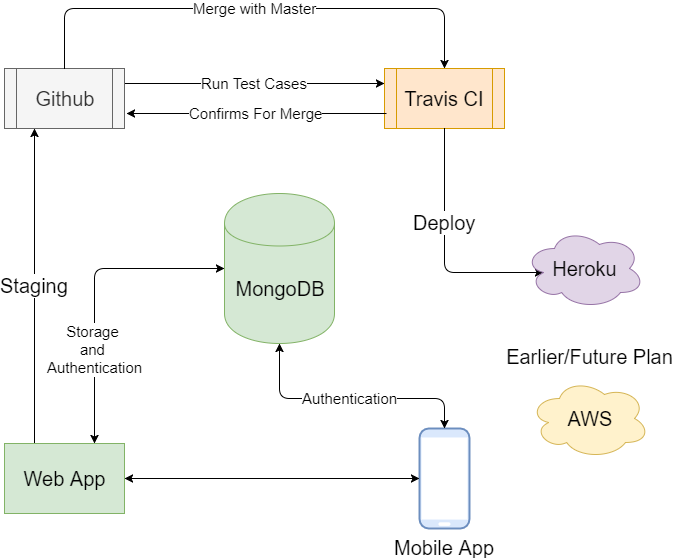 Merge with Master
Github
Run Test Cases
Travis CI
Confirms For Merge
Deploy
Heroku
Staging
MongoDB
Storage
and
Authentication
Earlier/Future Plan
Authentication
AWS
Web App
Mobile App